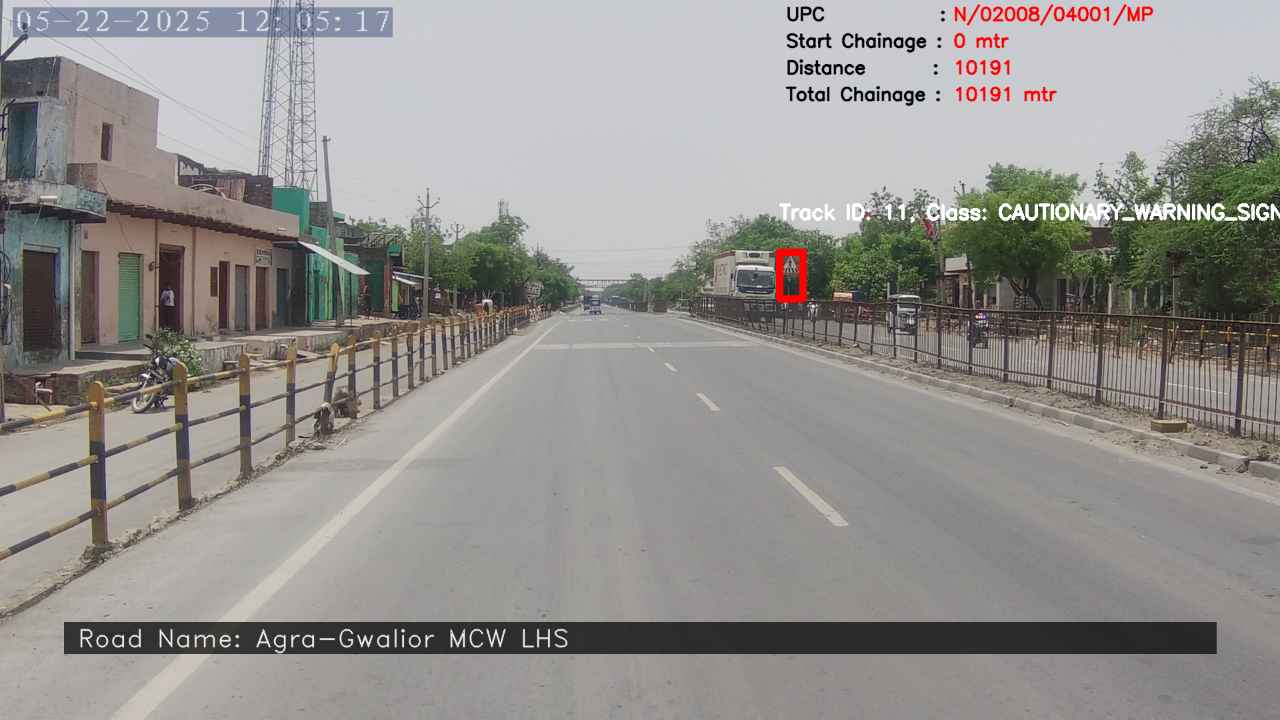 05-22-2025 12:05:17
UPC : N/02008/04001/MP
Start Chainage : 0 mtr
Distance : 10191
Total Chainage : 10191 mtr
Track ID: 11, Class: CAUTIONARY_WARNING_SIGN
Road Name: Agra-Gwalior MCW LHS